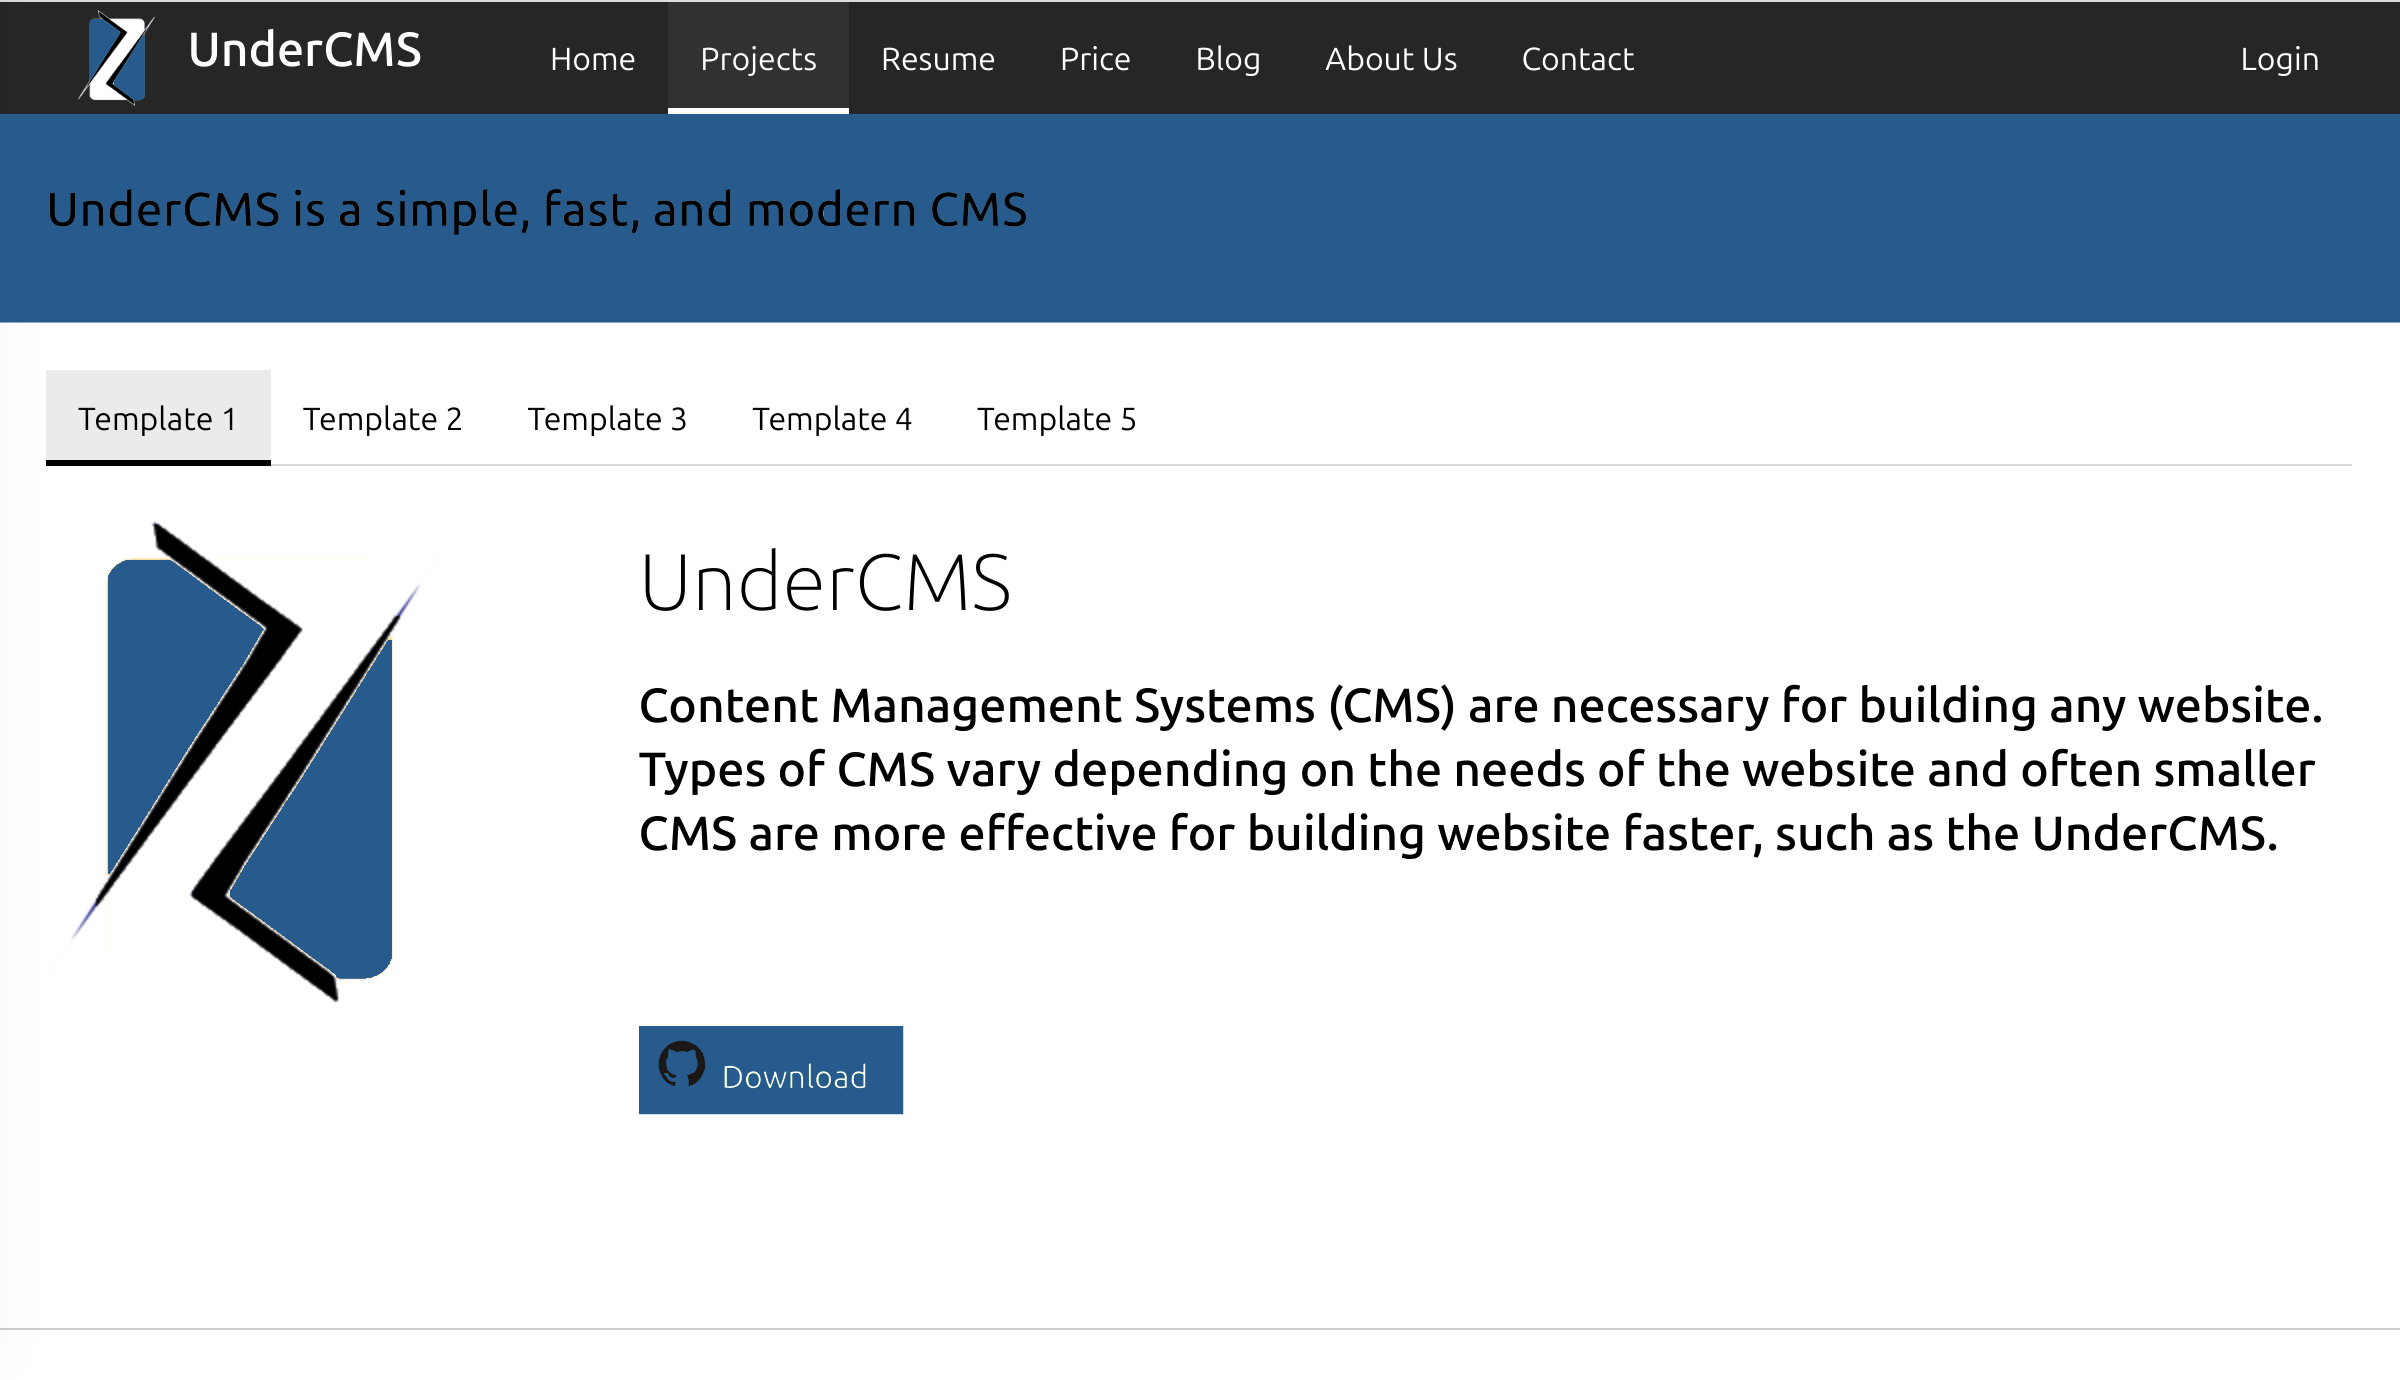 UnderCMS
Home Projects Resume Price Blog About Us Contact Login
UnderCMS is a simple, fast, and modern CMS
Template 1 Template 2 Template 3 Template 4 Template 5
UnderCMS
Content Management Systems (CMS) are necessary for building any website.
Types of CMS vary depending on the needs of the website and often smaller
CMS are more effective for building website faster, such as the UnderCMS.
Download